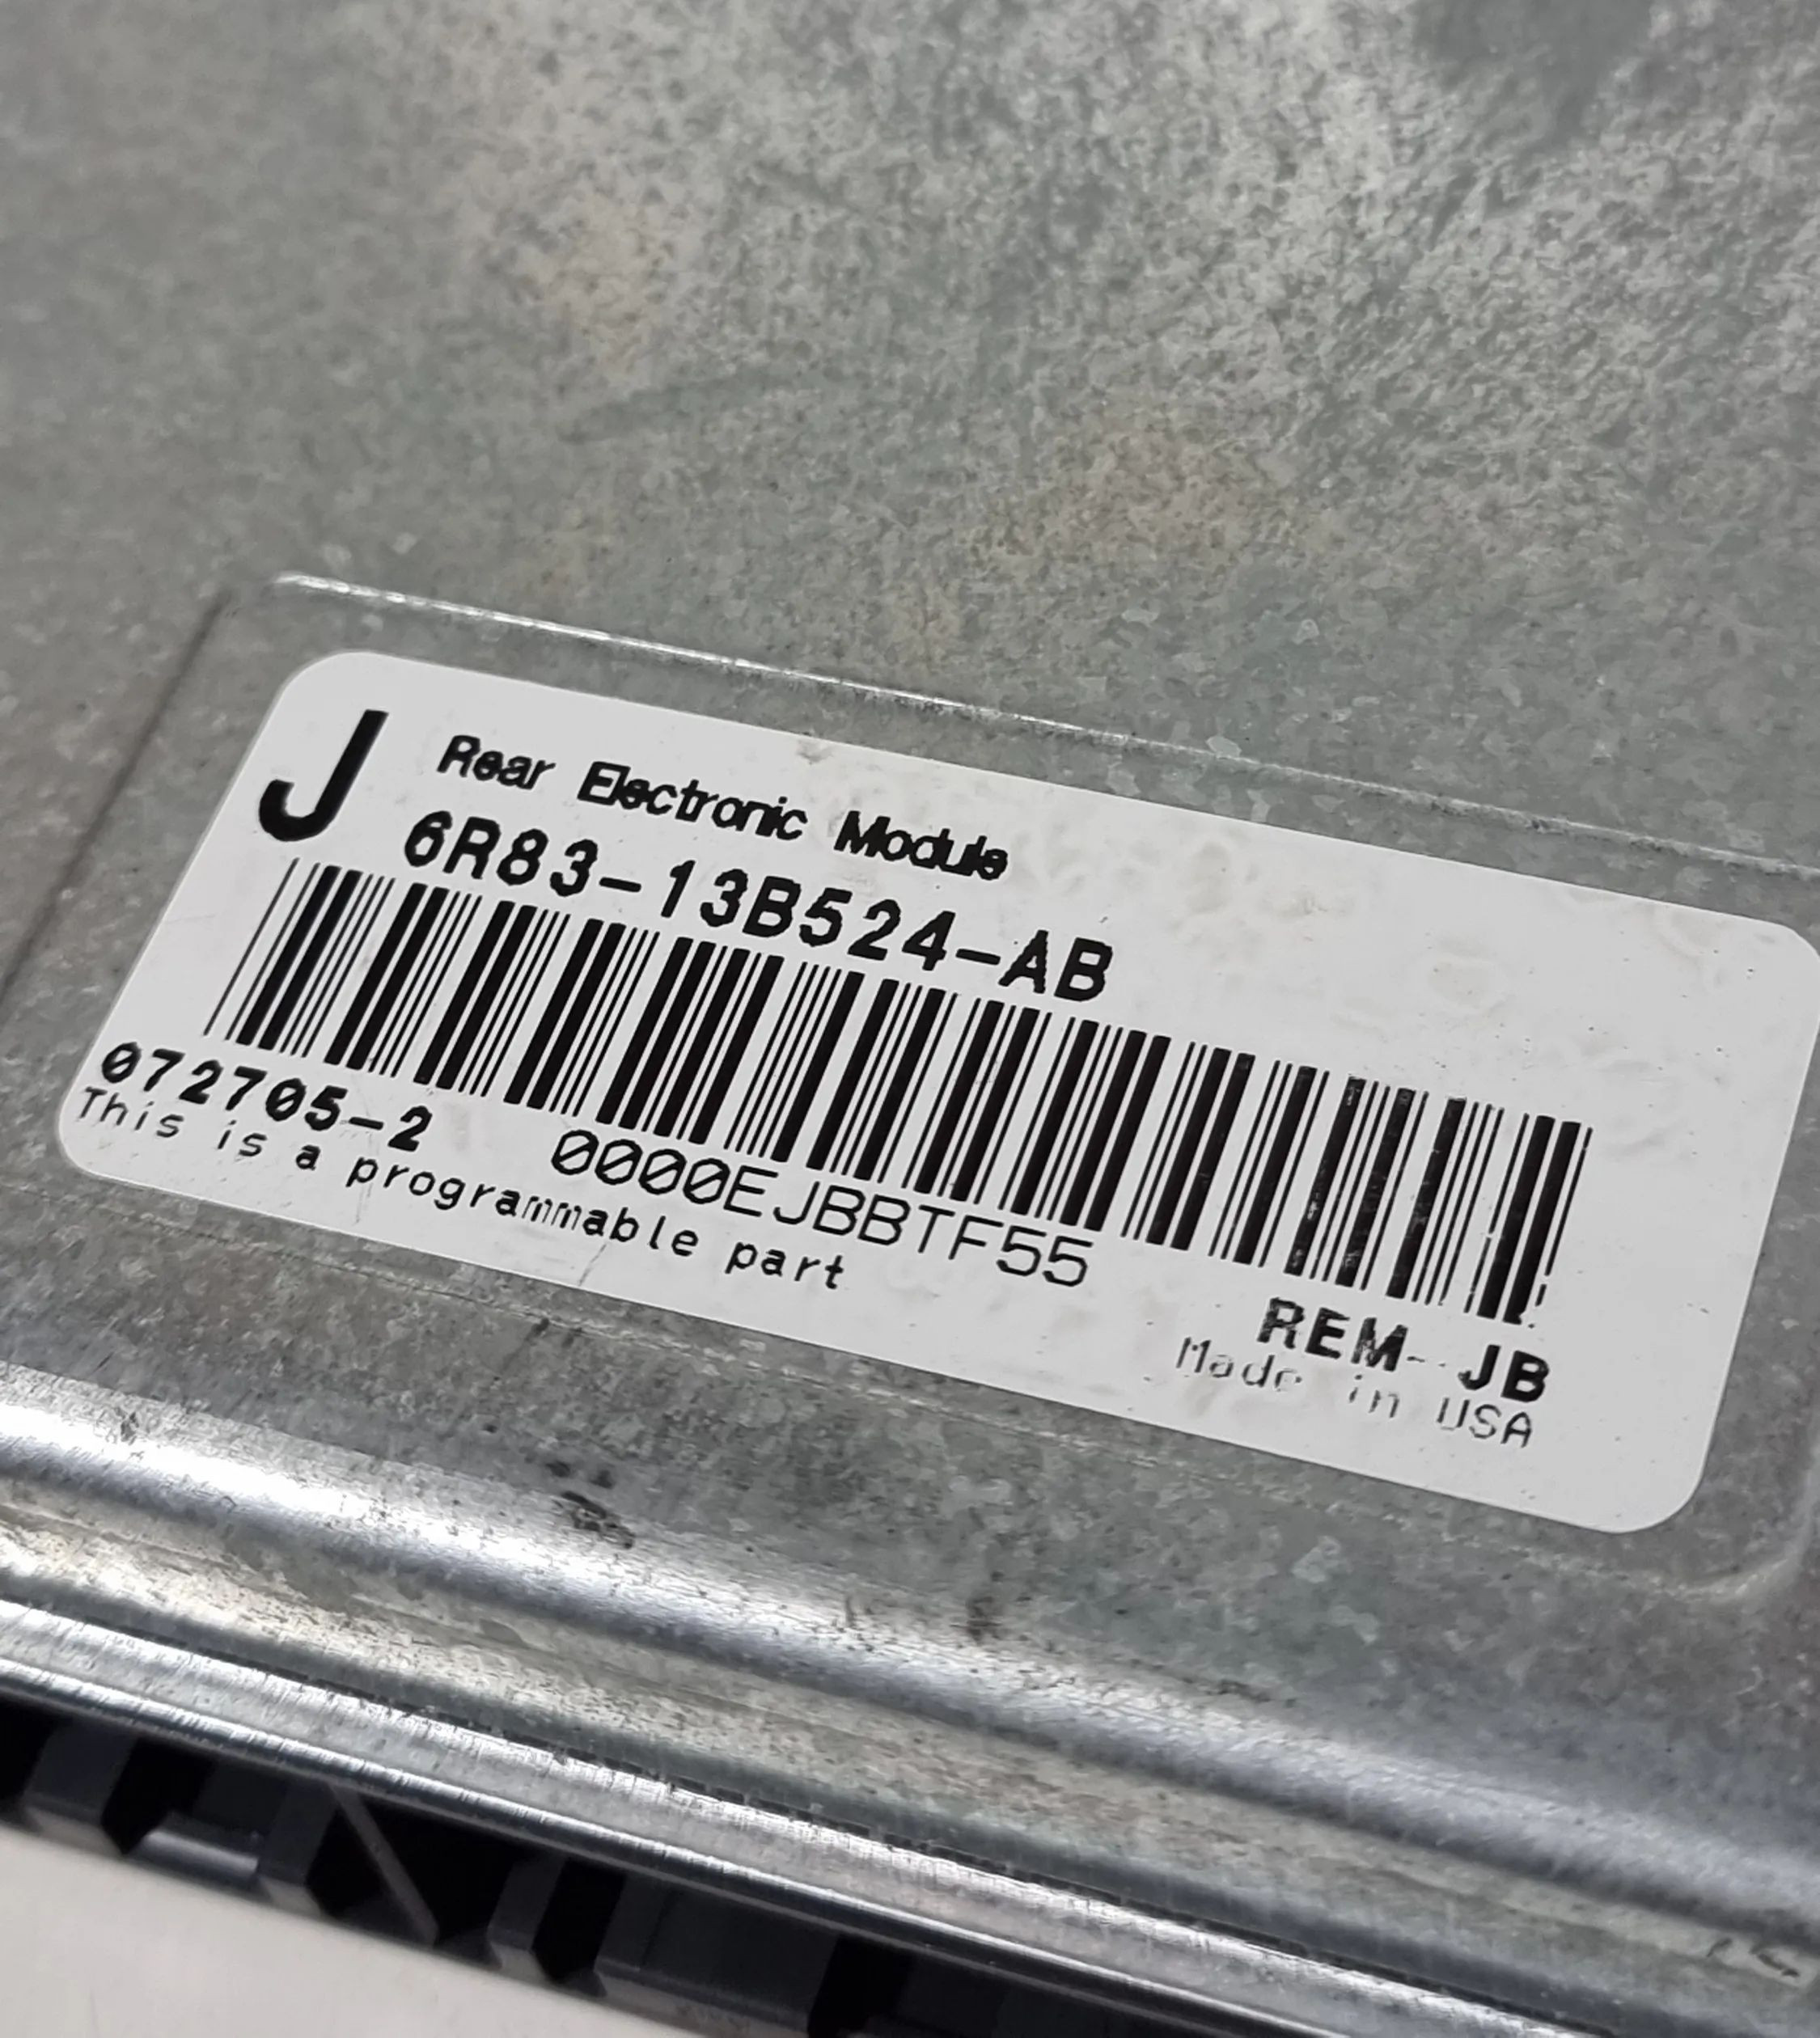 J
Rear Electronic Module
6R83-13B524-AB
072705-2
0000EJBBTF55
This is a programmable part
REM-JB
Made in USA